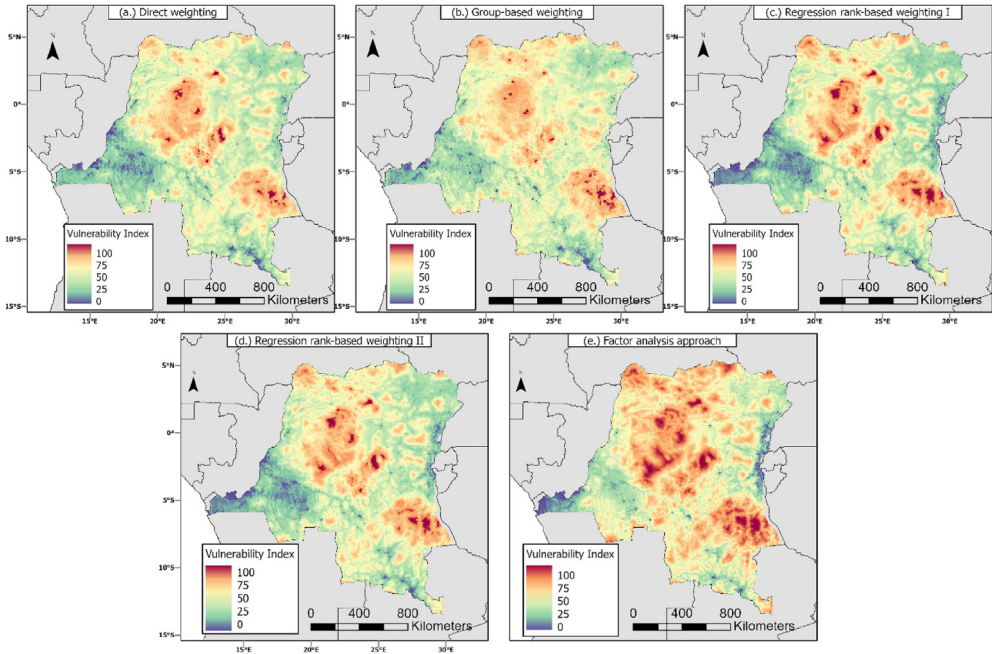 (a.) Direct weighting
(b.) Group-based weighting
(c.) Regression rank-based weighting I
5°N
0°
5°S
10°S
15°S
N
N
N
5°N
0°
5°S
10°S
15°S
5°N
0°
5°S
10°S
15°S
Vulnerability Index
100
75
50
25
0
0 400 800
Kilometers
Vulnerability Index
100
75
50
25
0
0 400 800
Kilometers
Vulnerability Index
100
75
50
25
0
0 400 800
Kilometers
15°E 20°E 25°E 30°E
15°E 20°E 25°E 30°E
15°E 20°E 25°E 30°E
(d.) Regression rank-based weighting II
(e.) Factor analysis approach
5°N
0°
5°S
10°S
15°S
N
N
Vulnerability Index
100
75
50
25
0
0 400 800
Kilometers
Vulnerability Index
100
75
50
25
0
0 400 800
Kilometers
15°E 20°E 25°E 30°E
15°E 20°E 25°E 30°E